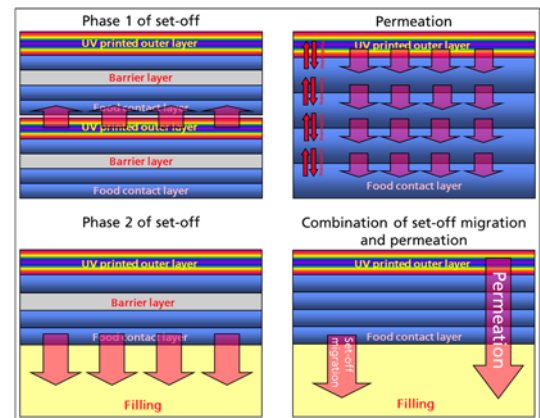 Phase 1 of set-off
UV printed outer layer
Barrier layer
Food contact layer
UV printed outer layer
Barrier layer
Food contact layer
Permeation
UV printed outer layer
Food contact layer
Phase 2 of set-off
UV printed outer layer
Barrier layer
Food contact layer
Filling
Combination of set-off migration
and permeation
UV printed outer layer
Permeation
Food contact layer
Set-off
migration
Filling